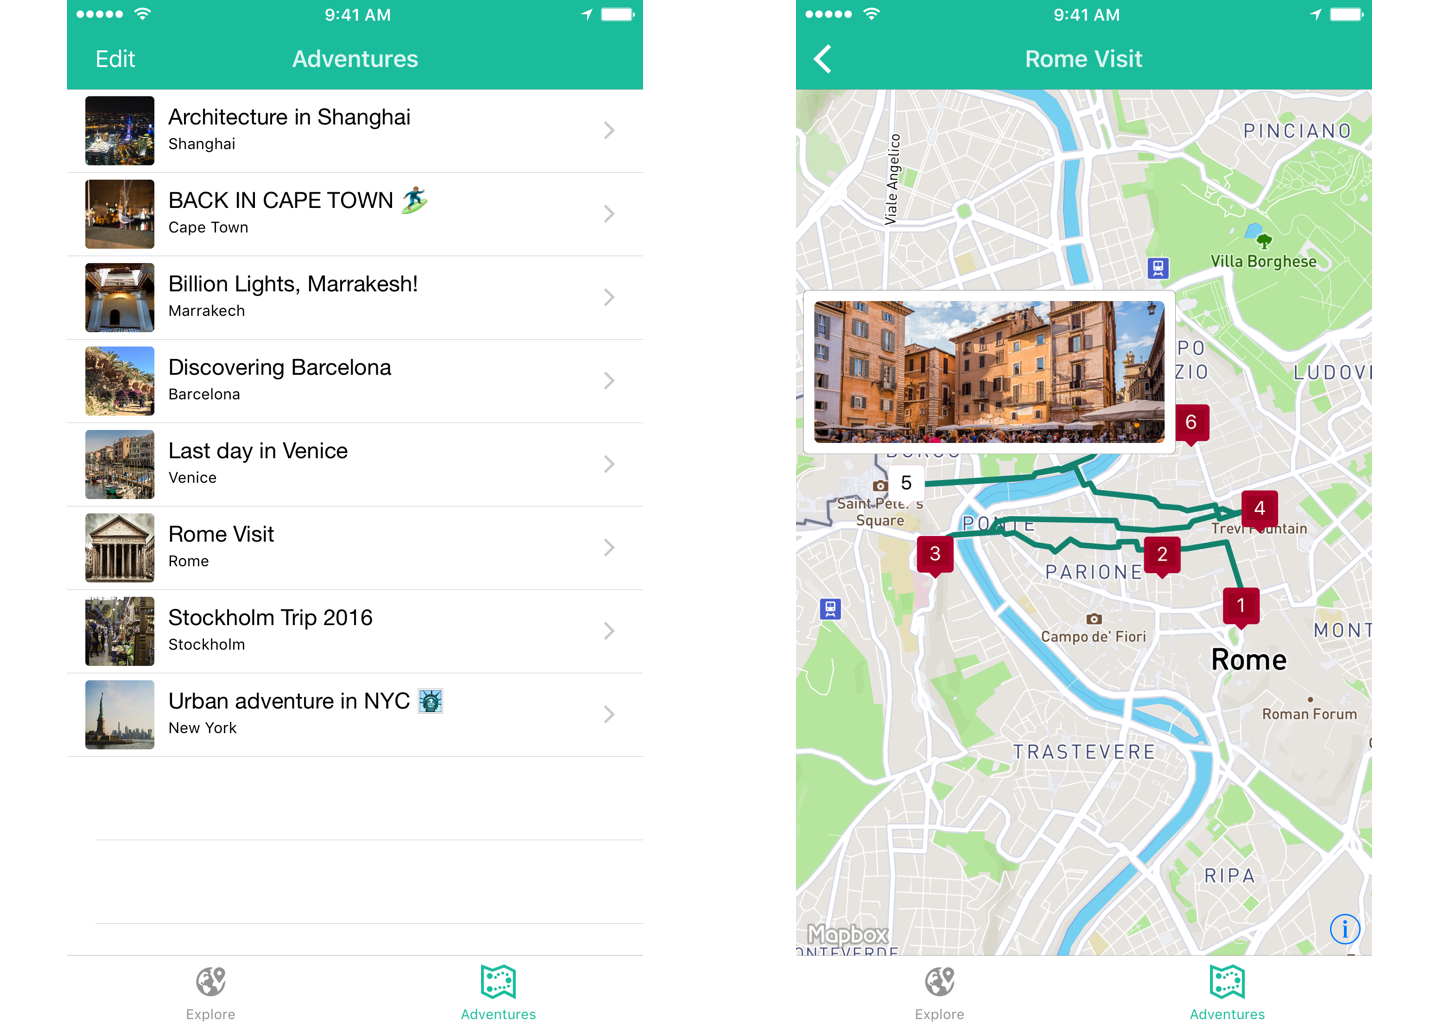 9:41 AM
Edit
Adventures
Architecture in Shanghai
Shanghai
BACK IN CAPE TOWN 🏄
Cape Town
Billion Lights, Marrakesh!
Marrakech
Discovering Barcelona
Barcelona
Last day in Venice
Venice
Rome Visit
Rome
Stockholm Trip 2016
Stockholm
Urban adventure in NYC 🗽
New York
Explore
Adventures
9:41 AM
Rome Visit
PINCIANO
Viale Angelico
Villa Borghese
PO
ZIO
LUDOVI
6
BORGO
5
Saint Peter's
Square
4
Trevi Fountain
PONTE
3
2
PARIONE
1
Campo de' Fiori
MONT
Rome
Roman Forum
TRASTEVERE
RIPA
i
Mapbox
ONTEVERDE
Explore
Adventures